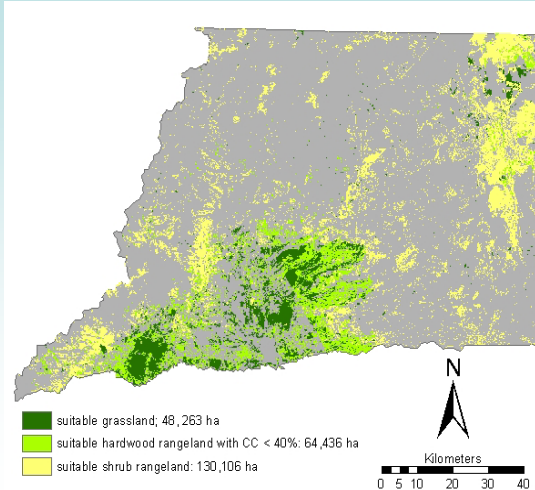 N
suitable grassland; 48,263 ha
suitable hardwood rangeland with CC < 40%: 64,436 ha
suitable shrub rangeland: 130,106 ha
Kilometers
0 5 10 20 30 40